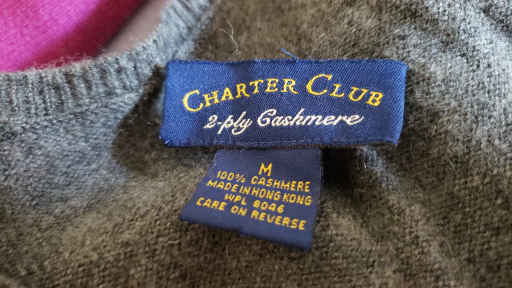 CHARTER CLUB
2-ply Cashmere
M
100% CASHMERE
MADE IN HONG KONG
WPL 8046
CARE ON REVERSE